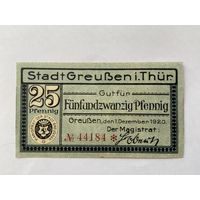 Stadt Greußen i. Thür.
25
Pfennig
Gut für
Fünfundzwanzig Pfennig
Greußen, den 1. Dezember 1920.
Der Magistrat:
№ 44184 *